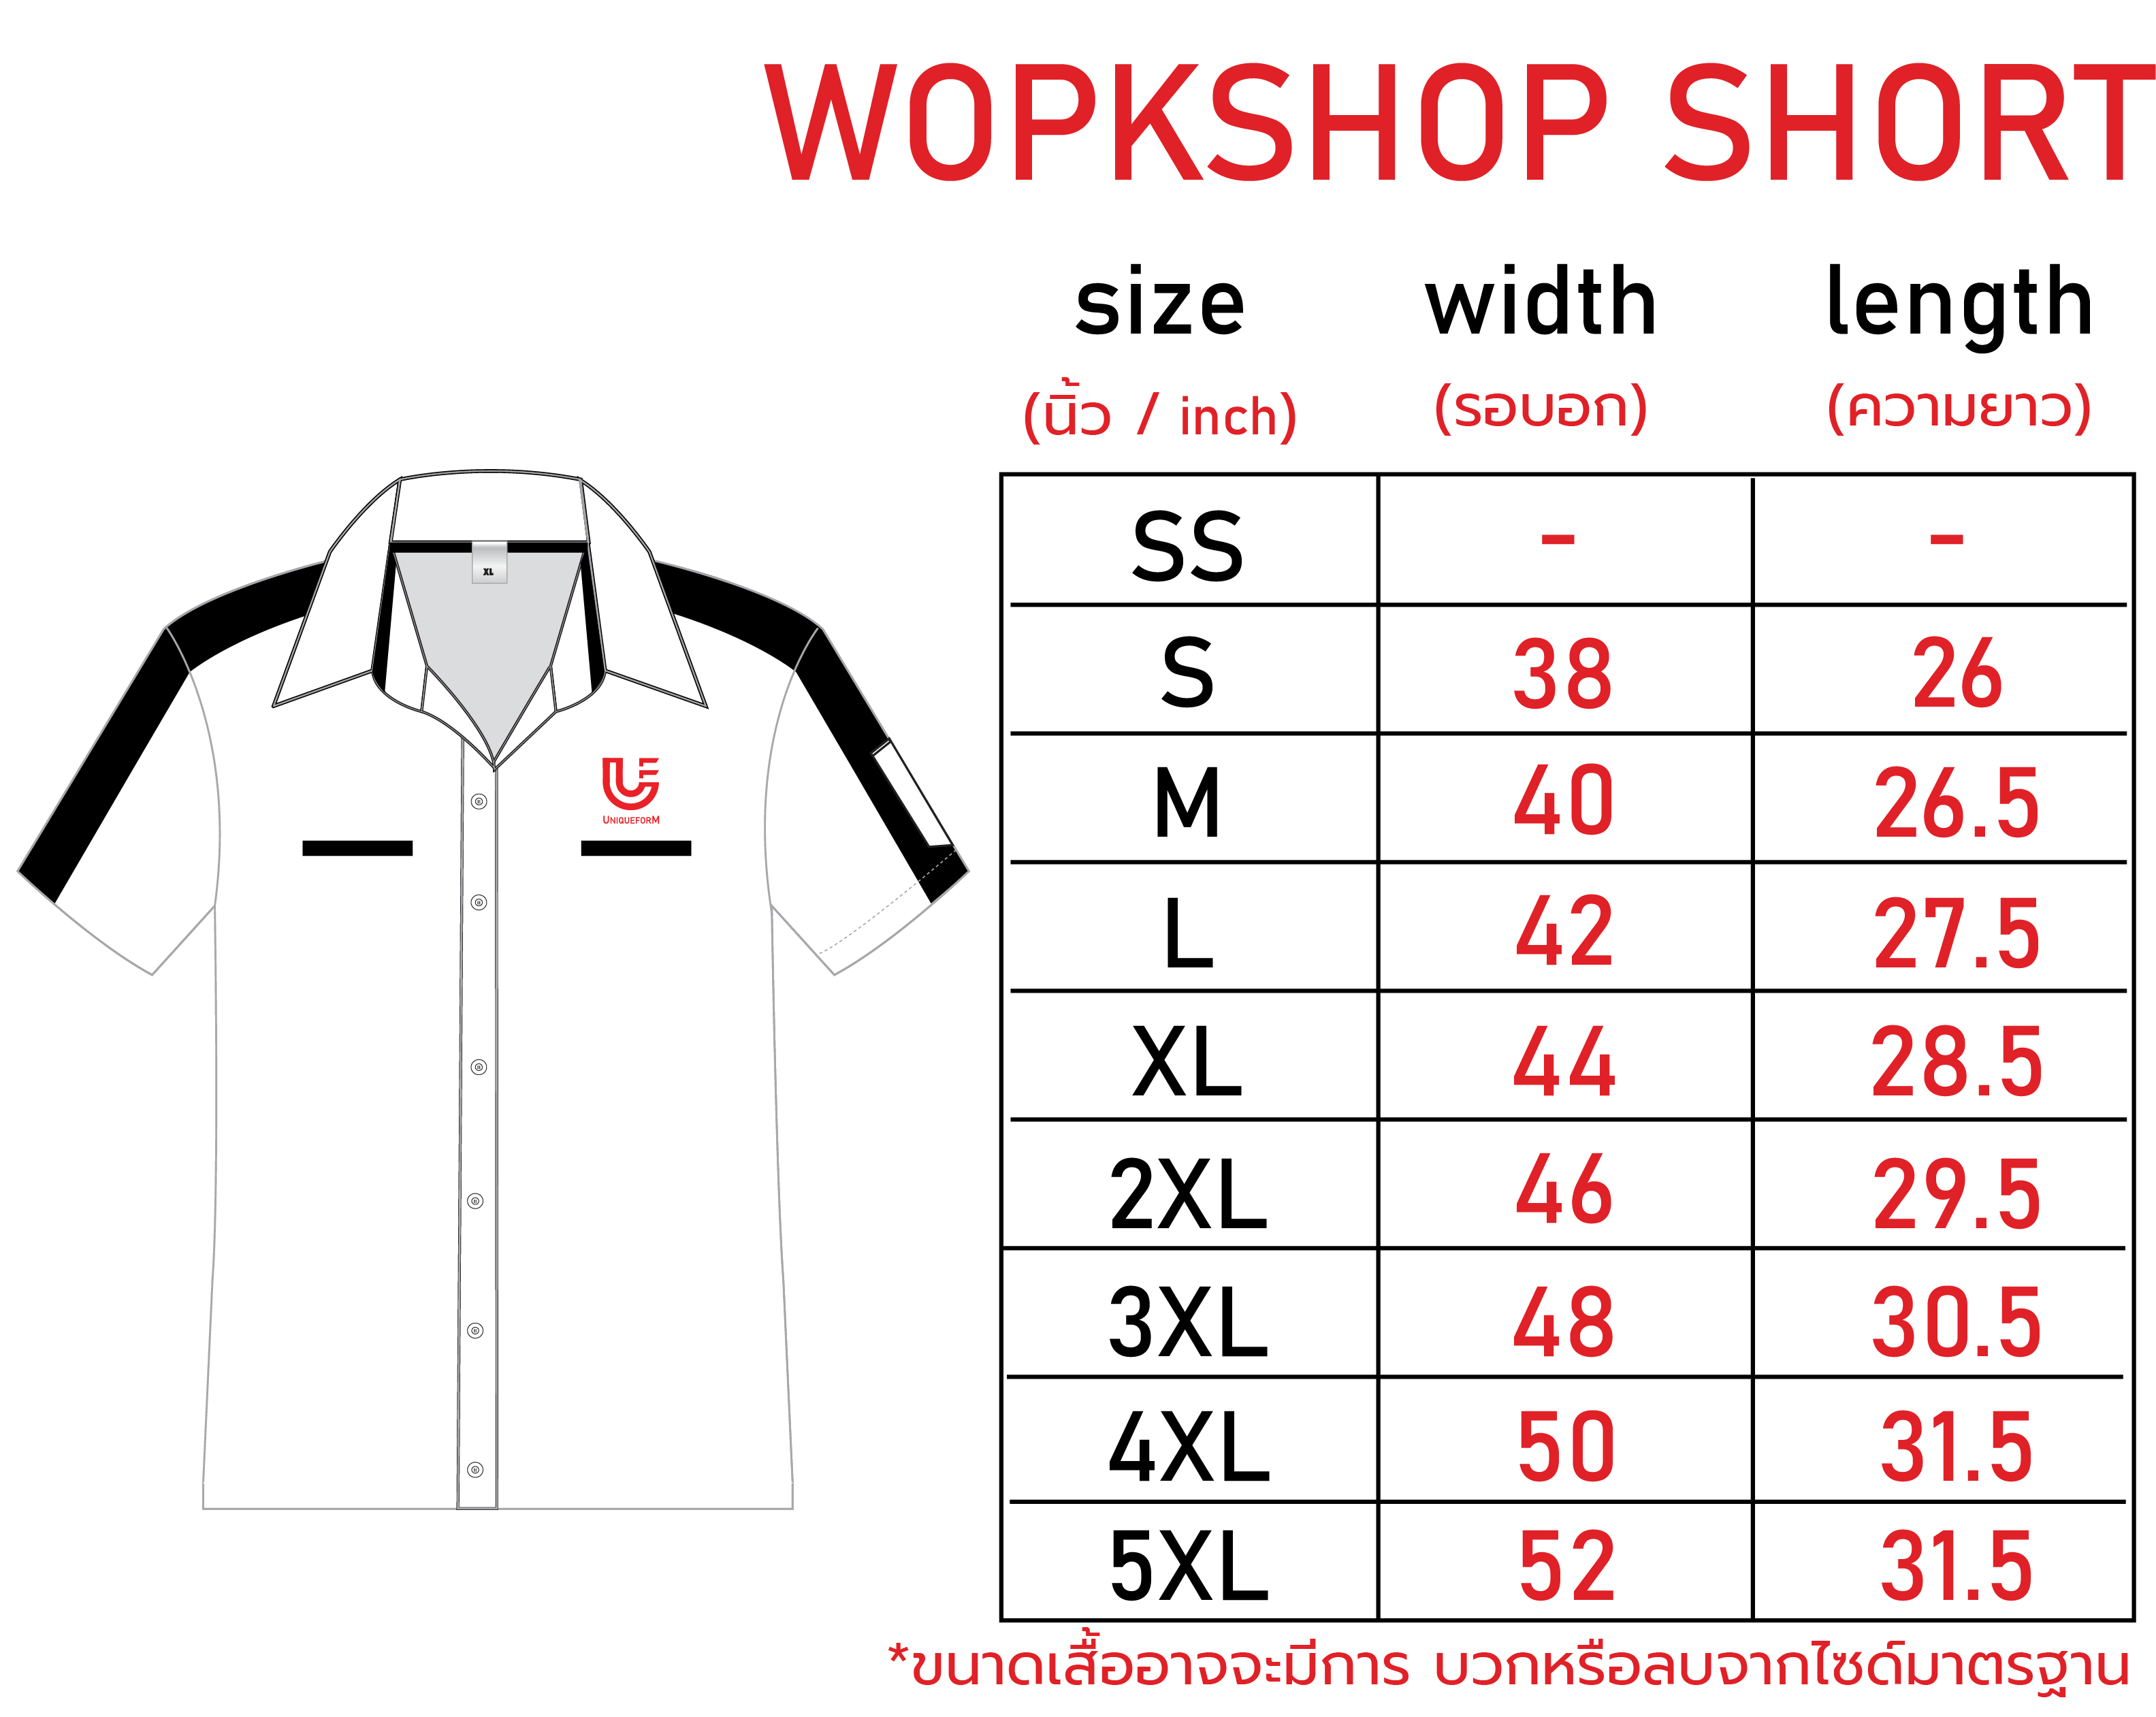 WOPKSHOP SHORT
size width length
(นิ้ว / inch) (รอบอก) (ความยาว)
SS - -
S 38 26
M 40 26.5
L 42 27.5
XL 44 28.5
2XL 46 29.5
3XL 48 30.5
4XL 50 31.5
5XL 52 31.5
*ขนาดเสื้ออาจจะมีการ บวกหรือลบจากไซด์มาตรฐาน
XL
UF
UNIQUEFORM